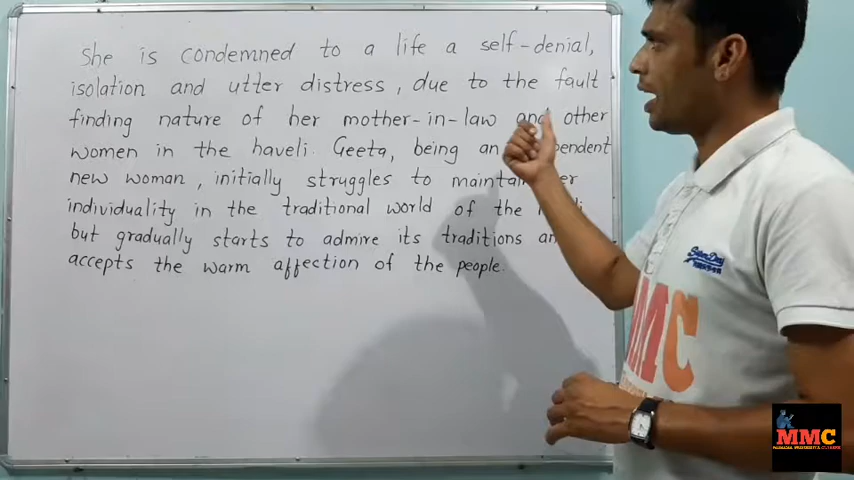 She is condemned to a life a self-denial,
isolation and utter distress, due to the fault
finding nature of her mother-in-law and other
women in the haveli. Geeta, being an
new woman, initially struggles to
individuality in the traditional world of the
but gradually starts to admire its traditions
accepts the warm affection of the people.
MMC
MMC